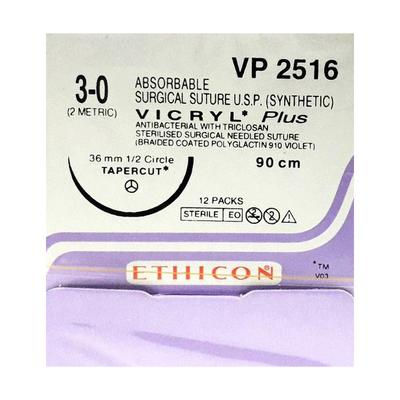 VP 2516
3-0
(2 METRIC)
ABSORBABLE
SURGICAL SUTURE U.S.P. (SYNTHETIC)
VICRYL* Plus
ANTIBACTERIAL WITH TRICLOSAN
STERILISED SURGICAL NEEDLED SUTURE
(BRAIDED COATED POLYGLACTIN 910 VIOLET)
36 mm 1/2 Circle
90 cm
TAPERCUT*
12 PACKS
STERILE EO
ETHICON
*TM
V03